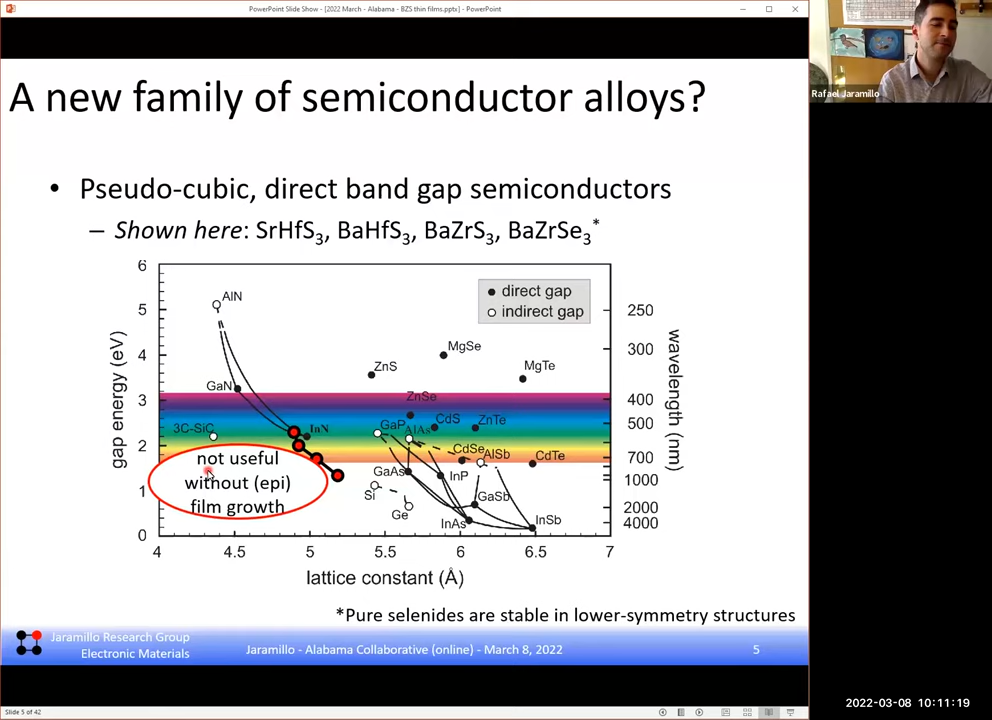 PowerPoint Slide Show - [2022 March - Alabama - BZS thin films.pptx] - PowerPoint
Rafael Jaramillo
A new family of semiconductor alloys?
• Pseudo-cubic, direct band gap semiconductors
– Shown here: SrHfS3, BaHfS3, BaZrS3, BaZrSe3*
6
5
4
3
2
1
0
gap energy (eV)
4
4.5
5
5.5
6
6.5
7
lattice constant (Å)
250
300
400
500
700
1000
2000
4000
wavelength (nm)
direct gap
indirect gap
AlN
GaN
3C-SiC
InN
ZnS
MgSe
MgTe
ZnSe
GaP
AlAs
CdS
ZnTe
CdSe
AlSb
CdTe
GaAs
InP
Si
Ge
GaSb
InAs
InSb
not useful
without (epi)
film growth
*Pure selenides are stable in lower-symmetry structures
Jaramillo Research Group
Electronic Materials
Jaramillo - Alabama Collaborative (online) - March 8, 2022
5
Slide 5 of 42
2022-03-08 10:11:19